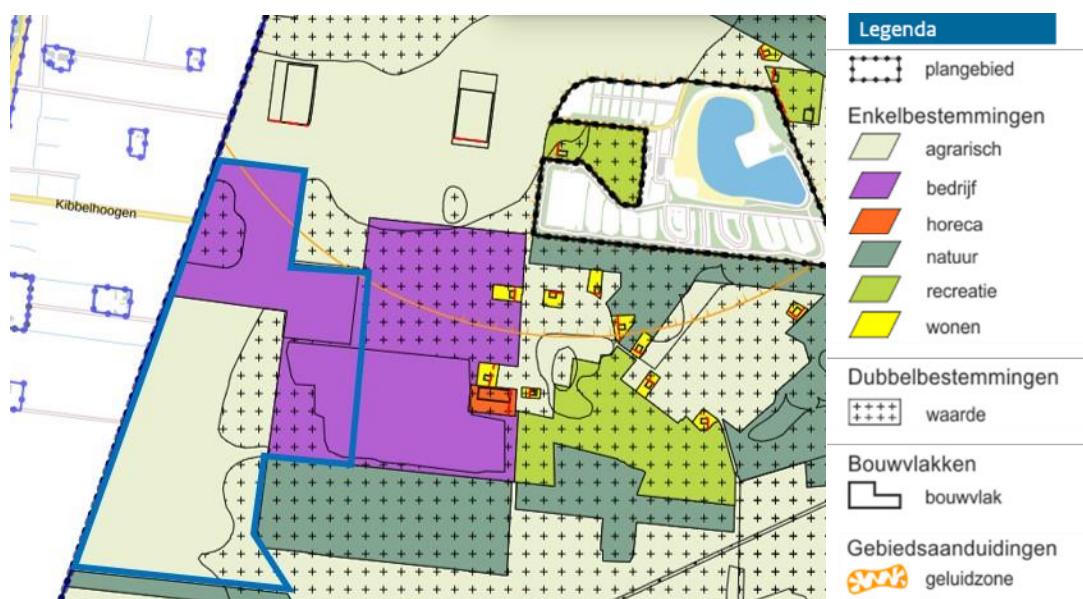 Kibbelhoogen
Legenda
plangebied
Enkelbestemmingen
agrarisch
bedrijf
horeca
natuur
recreatie
wonen
Dubbelbestemmingen
waarde
Bouwvlakken
bouwvlak
Gebiedsaanduidingen
geluidzone